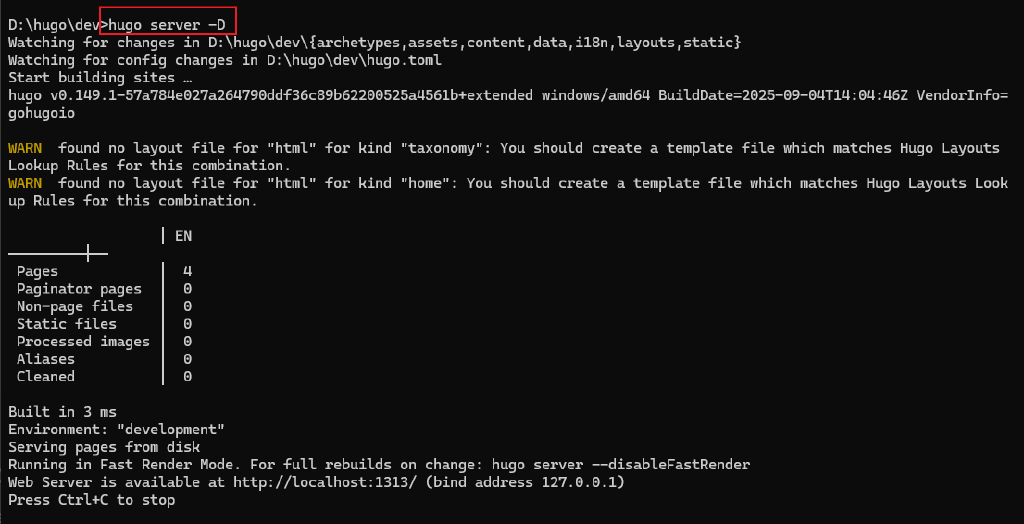 D:\hugo\dev>hugo server -D
Watching for changes in D:\hugo\dev\{archetypes,assets,content,data,i18n,layouts,static}
Watching for config changes in D:\hugo\dev\hugo.toml
Start building sites …
hugo v0.149.1-57a784e027a264790ddf36c89b62200525a4561b+extended windows/amd64 BuildDate=2025-09-04T14:04:46Z VendorInfo=
gohugoio
WARN  found no layout file for "html" for kind "taxonomy": You should create a template file which matches Hugo Layouts
Lookup Rules for this combination.
WARN  found no layout file for "html" for kind "home": You should create a template file which matches Hugo Layouts Look
up Rules for this combination.
│ EN
Pages │ 4
Paginator pages │ 0
Non-page files │ 0
Static files │ 0
Processed images │ 0
Aliases │ 0
Cleaned │ 0
Built in 3 ms
Environment: "development"
Serving pages from disk
Running in Fast Render Mode. For full rebuilds on change: hugo server --disableFastRender
Web Server is available at http://localhost:1313/ (bind address 127.0.0.1)
Press Ctrl+C to stop